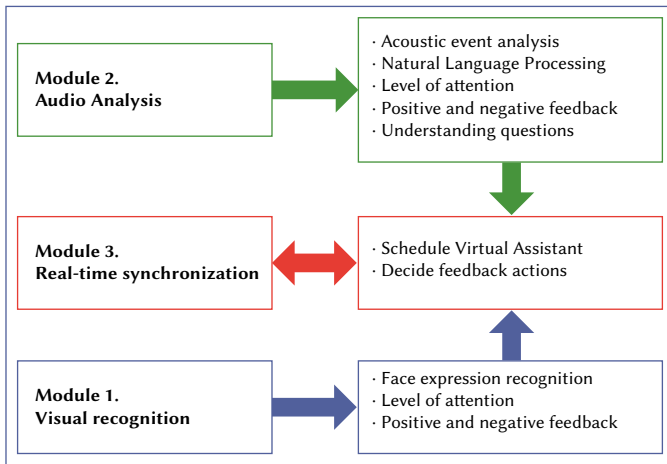 Module 2.
Audio Analysis
· Acoustic event analysis
· Natural Language Processing
· Level of attention
· Positive and negative feedback
· Understanding questions
Module 3.
Real-time synchronization
· Schedule Virtual Assistant
· Decide feedback actions
Module 1.
Visual recognition
· Face expression recognition
· Level of attention
· Positive and negative feedback